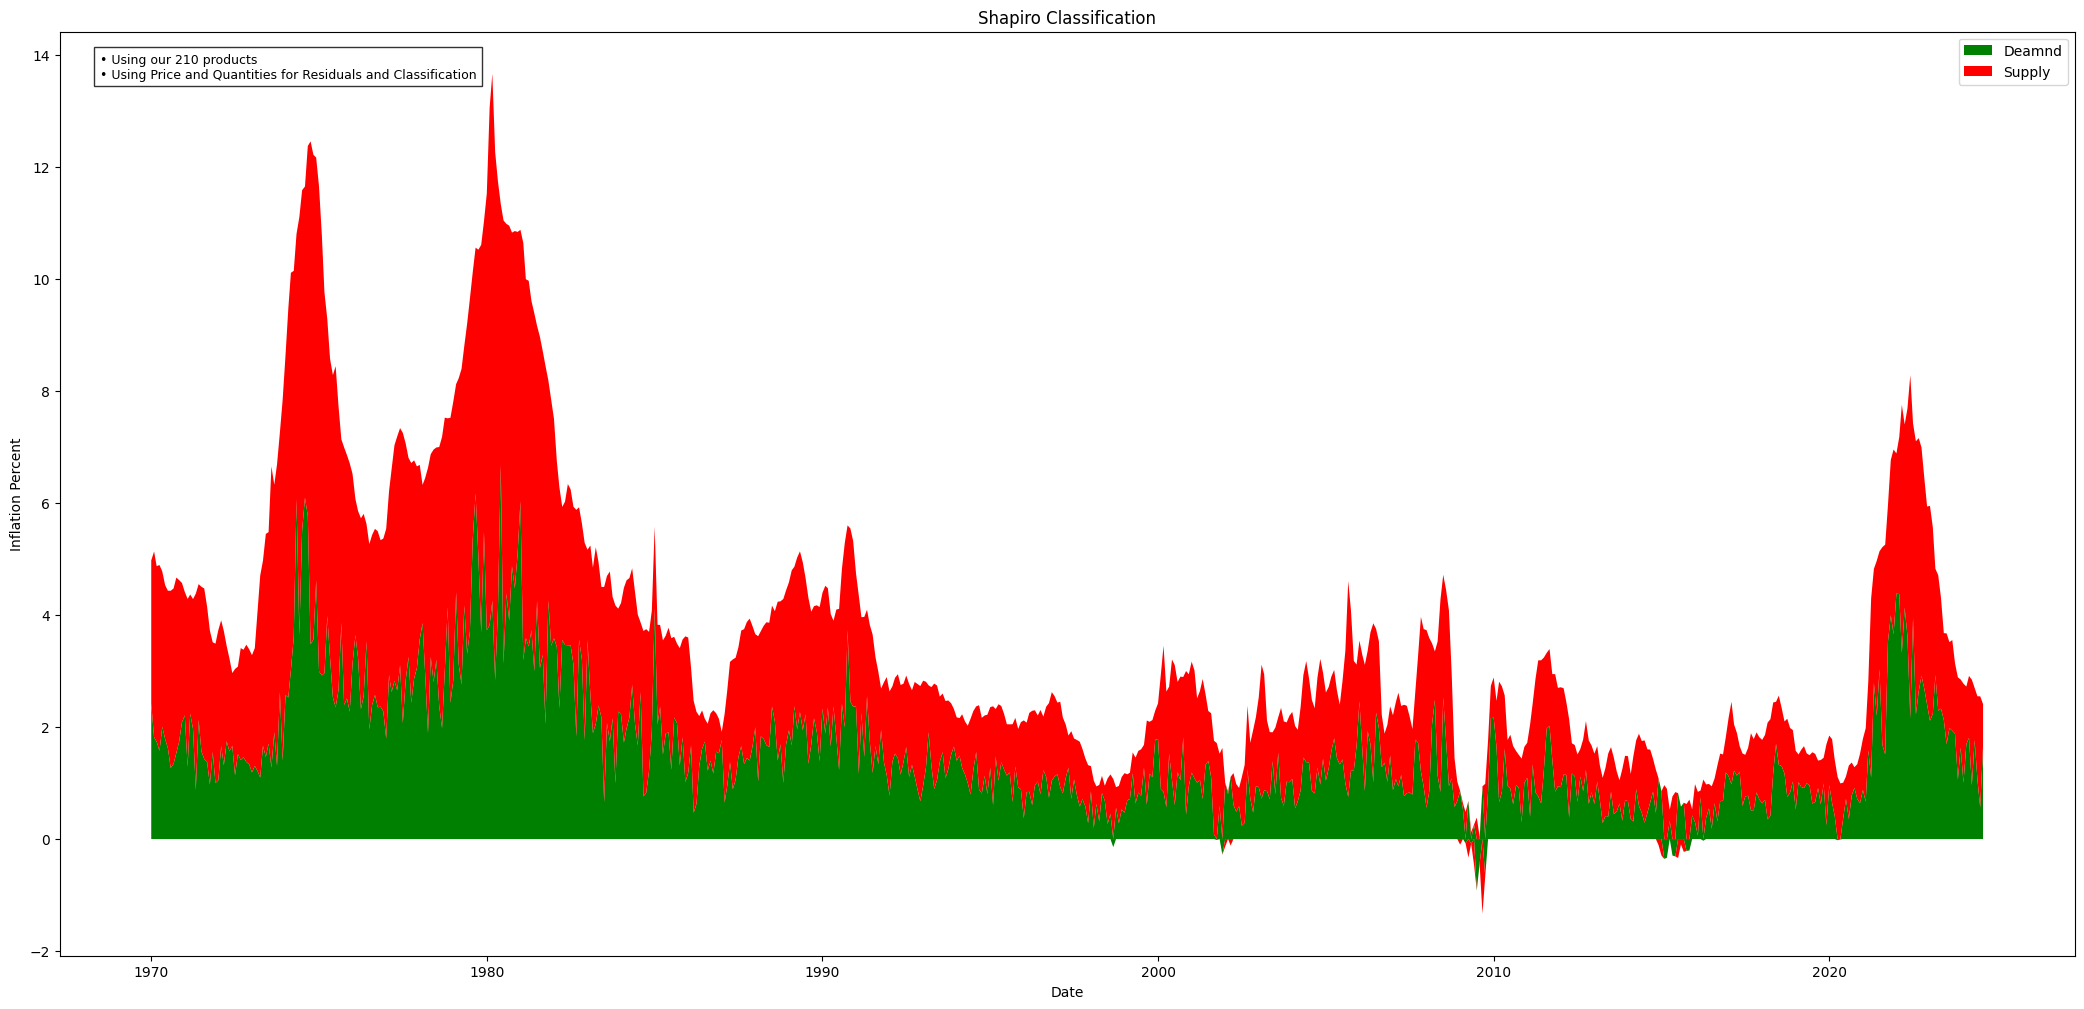 Shapiro Classification
• Using our 210 products
• Using Price and Quantities for Residuals and Classification
Deamnd
Supply
Inflation Percent
14
12
10
8
6
4
2
0
−2
1970
1980
1990
2000
2010
2020
Date